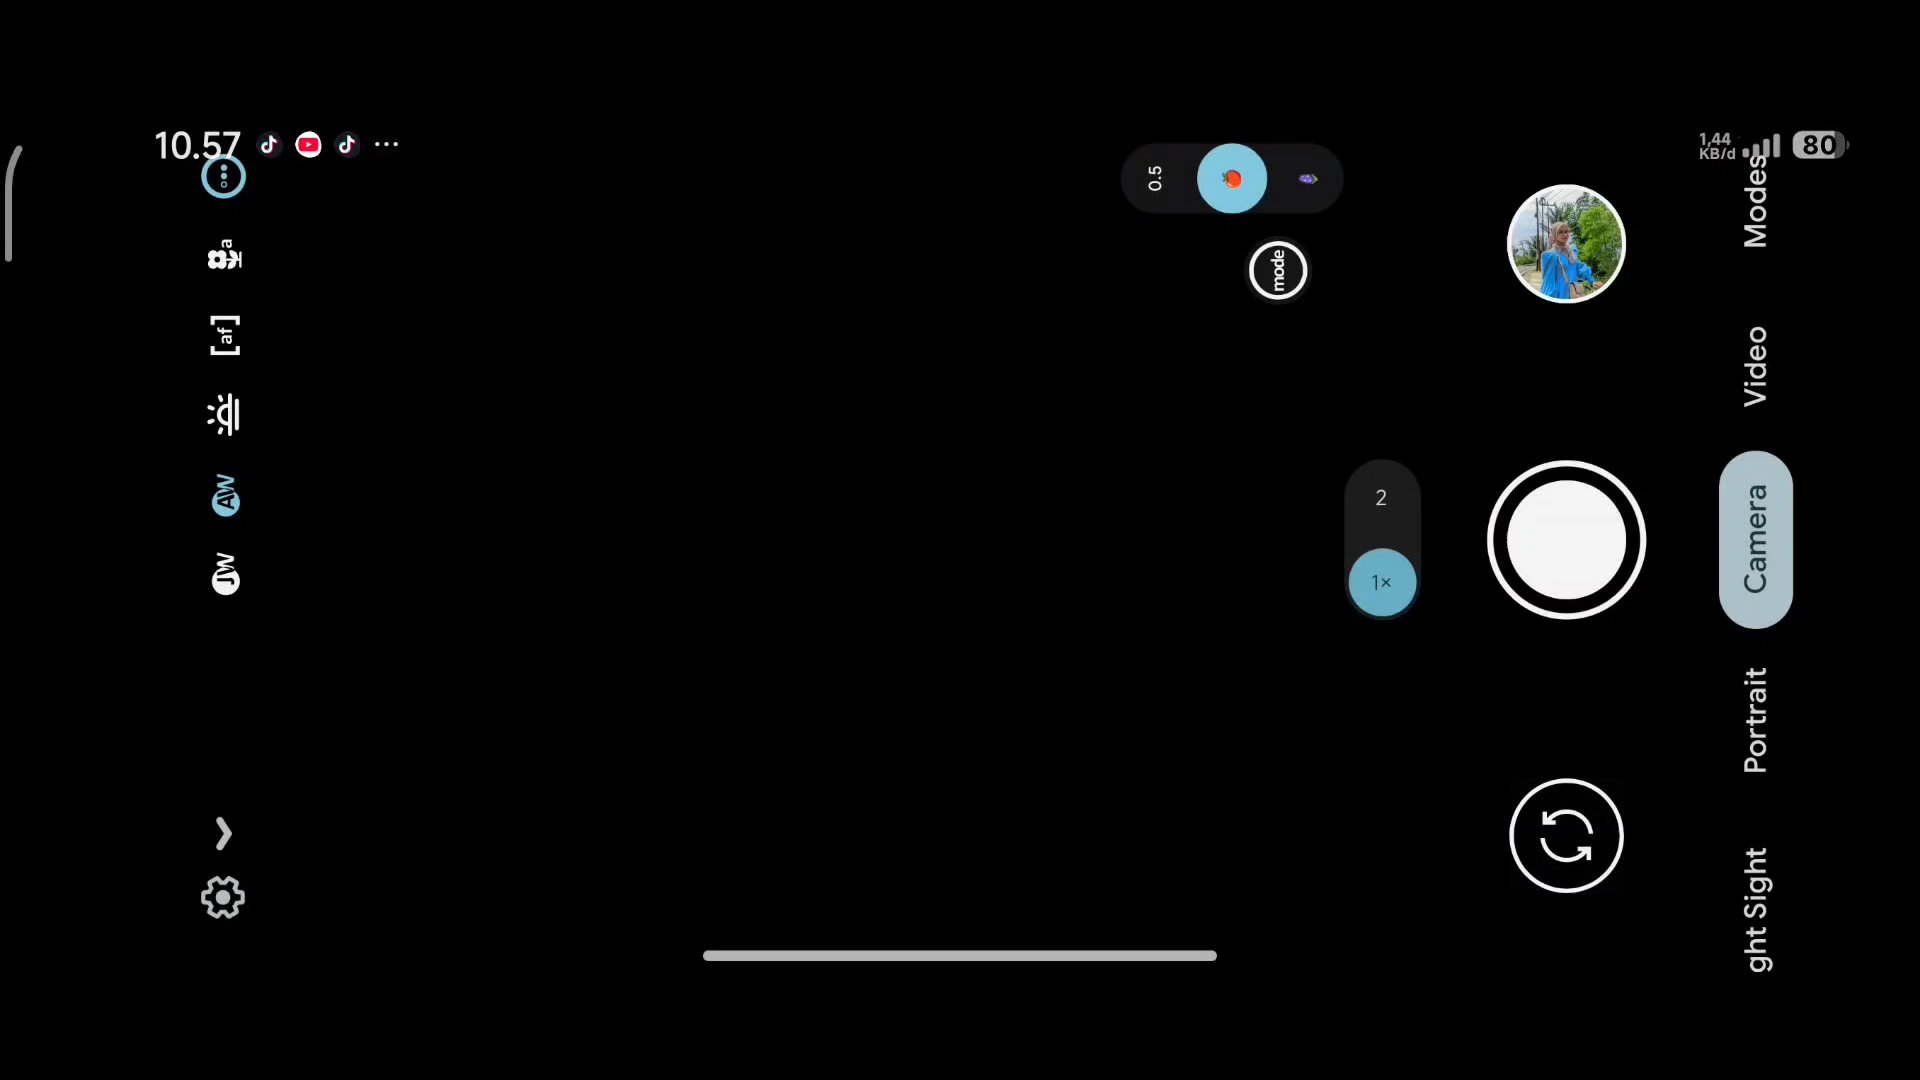 10.57
1,44
KB/d
80
0.5
mode
a
[af]
AW
JW
2
1×
Modes
Video
Camera
Portrait
ght Sight